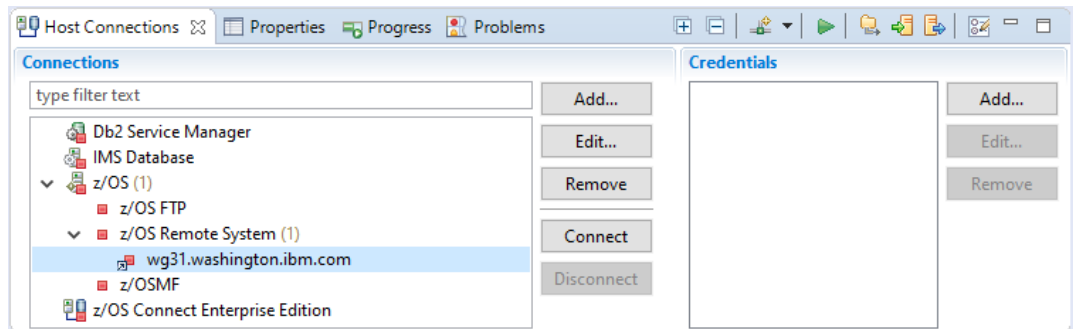 Host Connections Properties Progress Problems
Connections
type filter text
Db2 Service Manager
IMS Database
z/OS (1)
z/OS FTP
z/OS Remote System (1)
wg31.washington.ibm.com
z/OSMF
z/OS Connect Enterprise Edition
Add...
Edit...
Remove
Connect
Disconnect
Credentials
Add...
Edit...
Remove